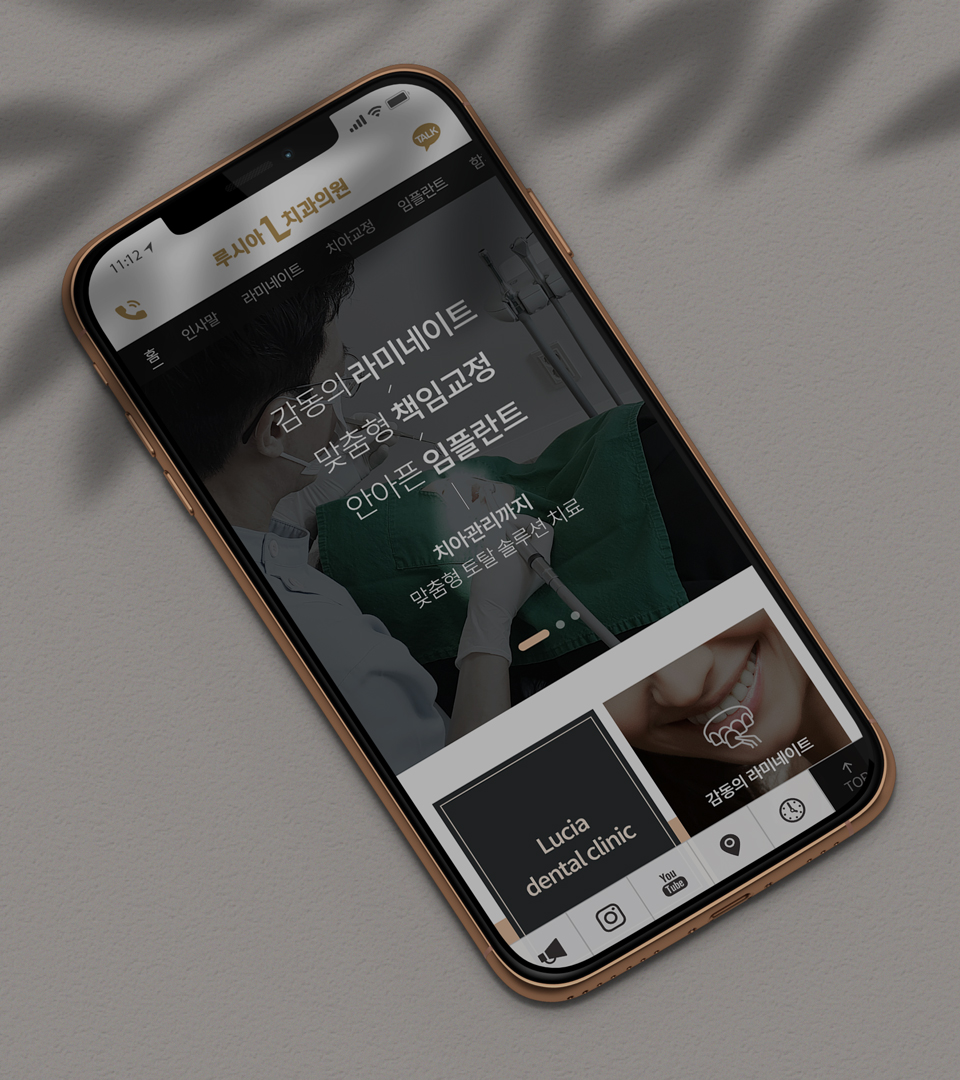 11:12
TALK
루시아 치과의원
홈 인사말 라미네이트 치아교정 임플란트 함
감동의 라미네이트
맞춤형 책임교정
안아픈 임플란트
치아관리까지
맞춤형 토탈 솔루션 치료
감동의 라미네이트
Lucia
dental clinic
You
Tube
TOP